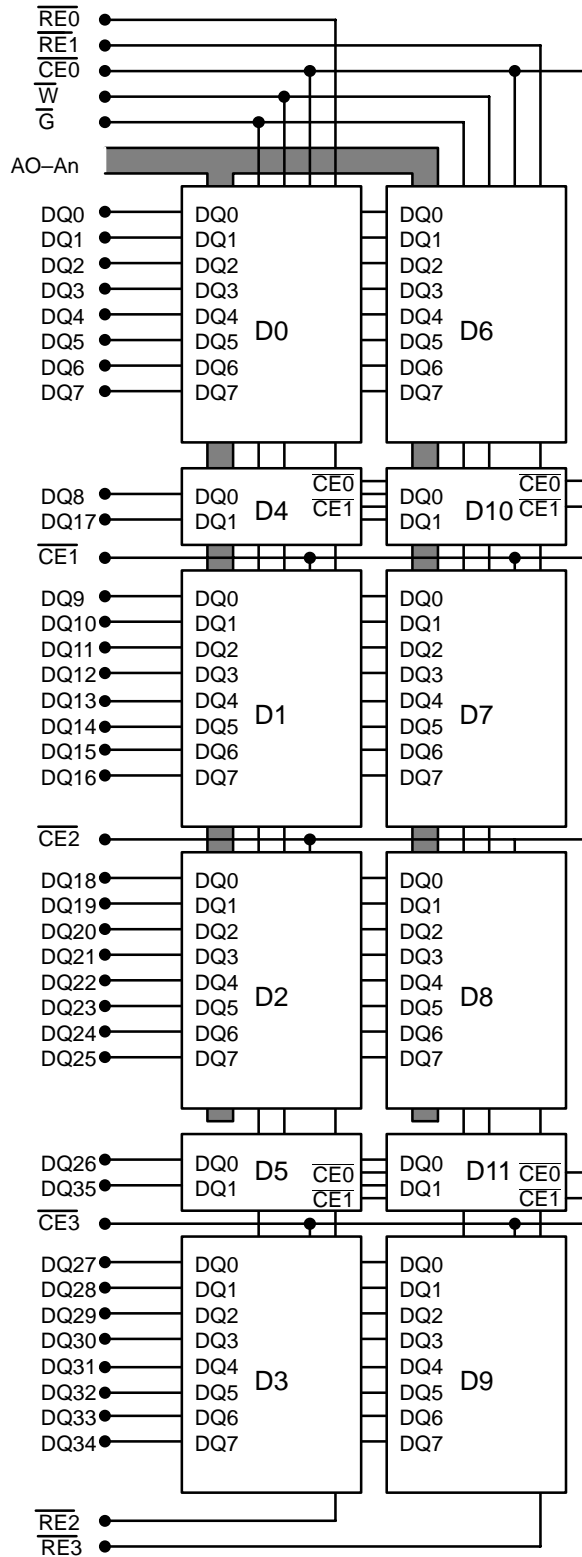 RE0
RE1
CE0
W
G
AO–An
DQ0 DQ0 DQ0
DQ1 DQ1 DQ1
DQ2 DQ2 DQ2
DQ3 DQ3 DQ3
DQ4 DQ4 DQ4
D0 D6
DQ5 DQ5 DQ5
DQ6 DQ6 DQ6
DQ7 DQ7 DQ7
CE0 CE0
DQ8 DQ0 DQ0
D4 CE1 D10 CE1
DQ17 DQ1 DQ1
CE1
DQ9 DQ0 DQ0
DQ10 DQ1 DQ1
DQ11 DQ2 DQ2
DQ12 DQ3 DQ3
DQ13 DQ4 DQ4
D1 D7
DQ14 DQ5 DQ5
DQ15 DQ6 DQ6
DQ16 DQ7 DQ7
CE2
DQ18 DQ0 DQ0
DQ19 DQ1 DQ1
DQ20 DQ2 DQ2
DQ21 DQ3 DQ3
DQ22 DQ4 DQ4
D2 D8
DQ23 DQ5 DQ5
DQ24 DQ6 DQ6
DQ25 DQ7 DQ7
DQ26 DQ0 DQ0
D5 CE0 D11 CE0
DQ35 DQ1 DQ1
CE1 CE1
CE3
DQ27 DQ0 DQ0
DQ28 DQ1 DQ1
DQ29 DQ2 DQ2
DQ30 DQ3 DQ3
DQ31 DQ4 DQ4
D3 D9
DQ32 DQ5 DQ5
DQ33 DQ6 DQ6
DQ34 DQ7 DQ7
RE2
RE3